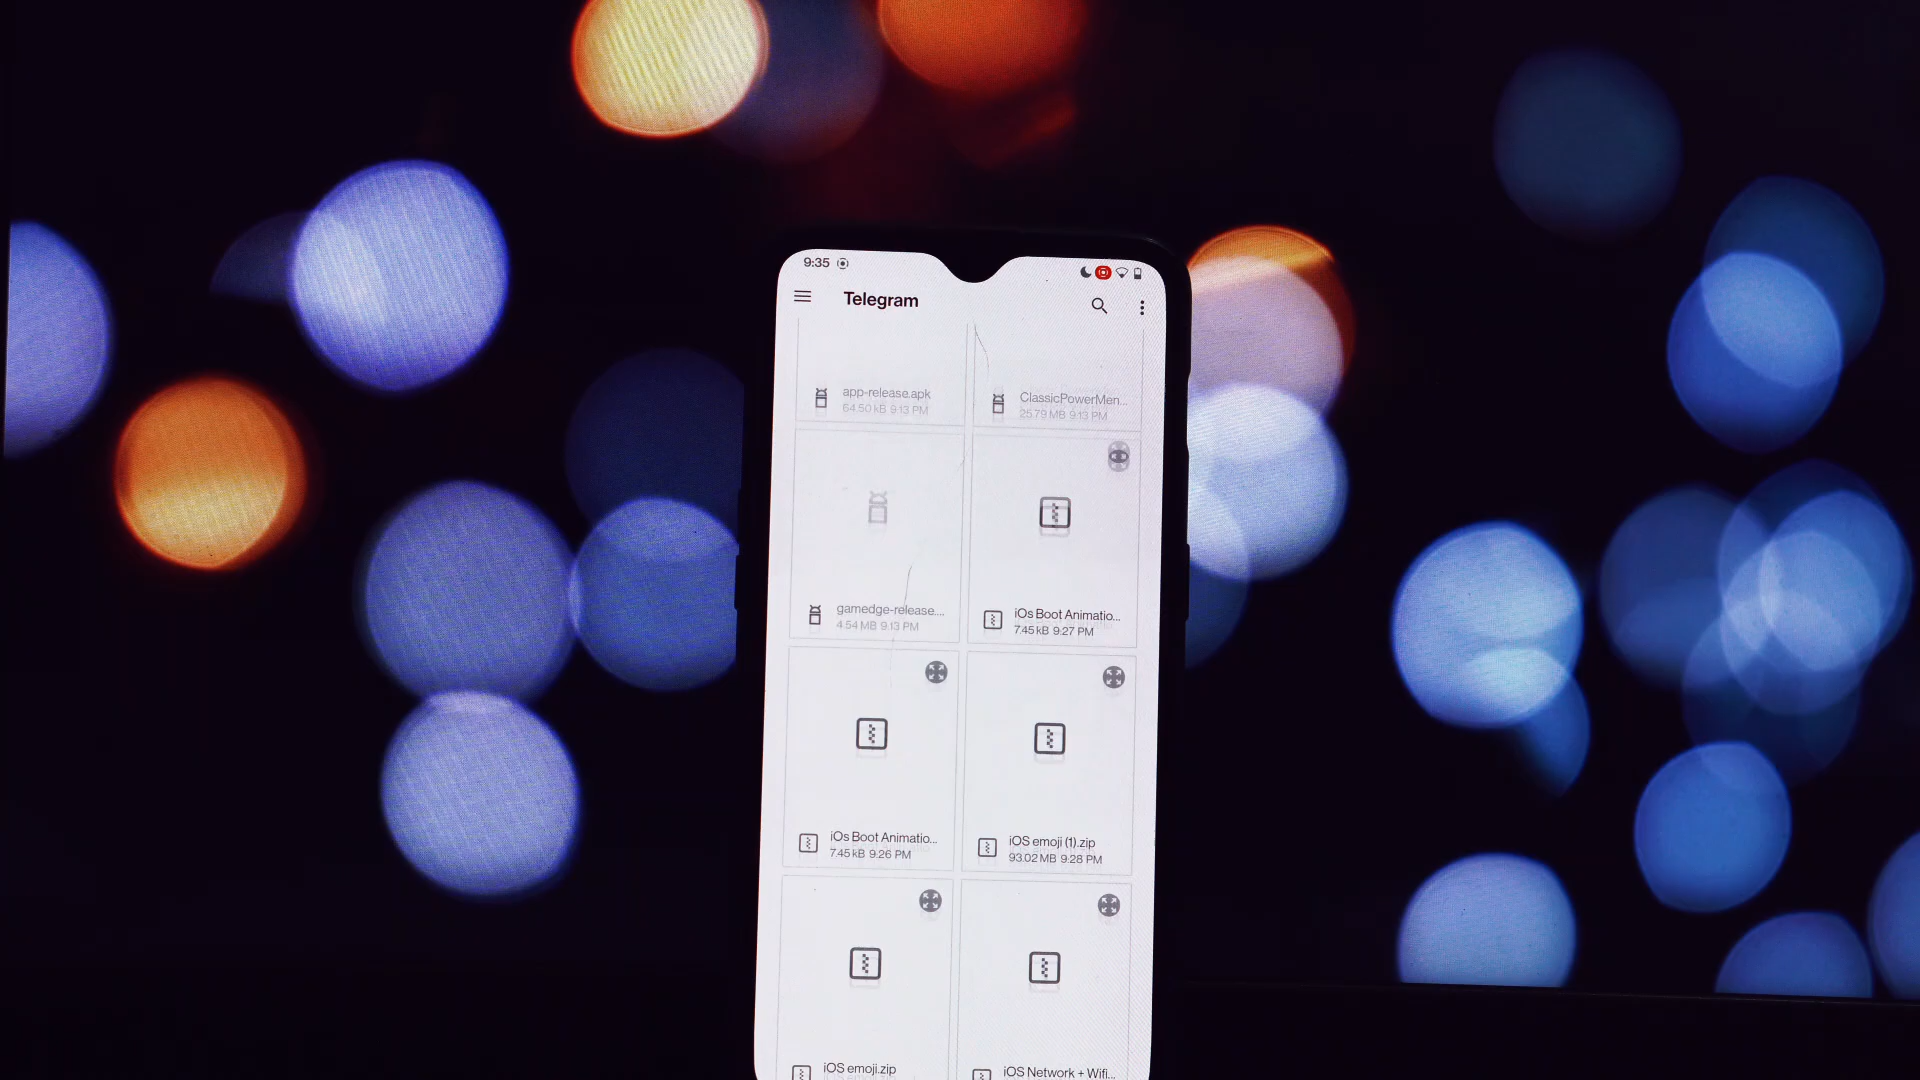 9:35
Telegram
app-release.apk
64.50 kB 9:13 PM
ClassicPowerMen...
25.79 MB 9:13 PM
gamedge-release....
4.54 MB 9:13 PM
iOs Boot Animatio...
7.45 kB 9:27 PM
iOs Boot Animatio...
7.45 kB 9:26 PM
iOS emoji (1).zip
93.02 MB 9:28 PM
iOS emoji.zip
iOS Network + Wifi...